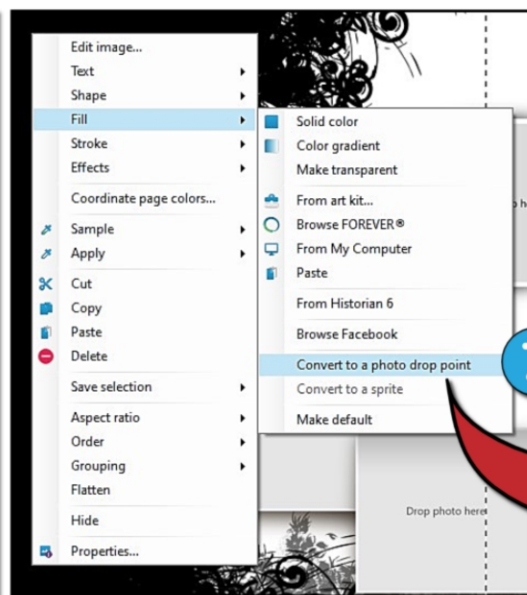 Edit image...
Text
Shape
Fill
Stroke
Effects
Coordinate page colors...
Sample
Apply
Cut
Copy
Paste
Delete
Save selection
Aspect ratio
Order
Grouping
Flatten
Hide
Properties...
Solid color
Color gradient
Make transparent
From art kit...
Browse FOREVER®
From My Computer
Paste
From Historian 6
Browse Facebook
Convert to a photo drop point
Convert to a sprite
Make default
Drop photo here